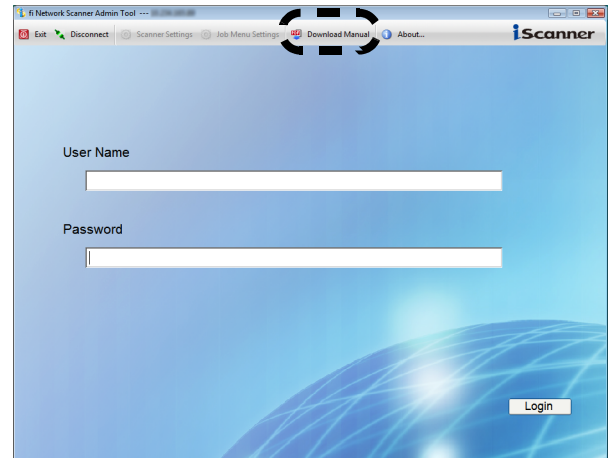 fi Network Scanner Admin Tool ---
Exit Disconnect Scanner Settings Job Menu Settings Download Manual About... iScanner
User Name
Password
Login